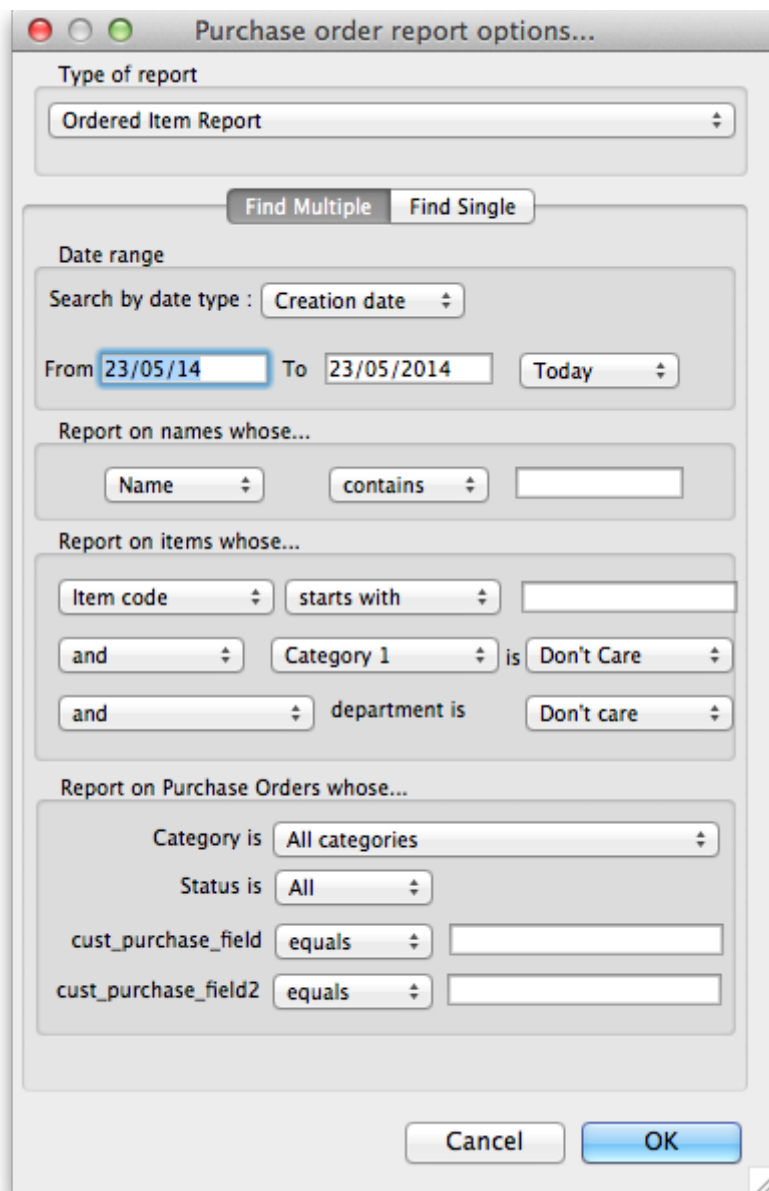 Purchase order report options...
Type of report
Ordered Item Report
Find Multiple Find Single
Date range
Search by date type : Creation date
From 23/05/14 To 23/05/2014 Today
Report on names whose...
Name contains
Report on items whose...
Item code starts with
and Category 1 is Don't Care
and department is Don't care
Report on Purchase Orders whose...
Category is All categories
Status is All
cust_purchase_field equals
cust_purchase_field2 equals
Cancel OK